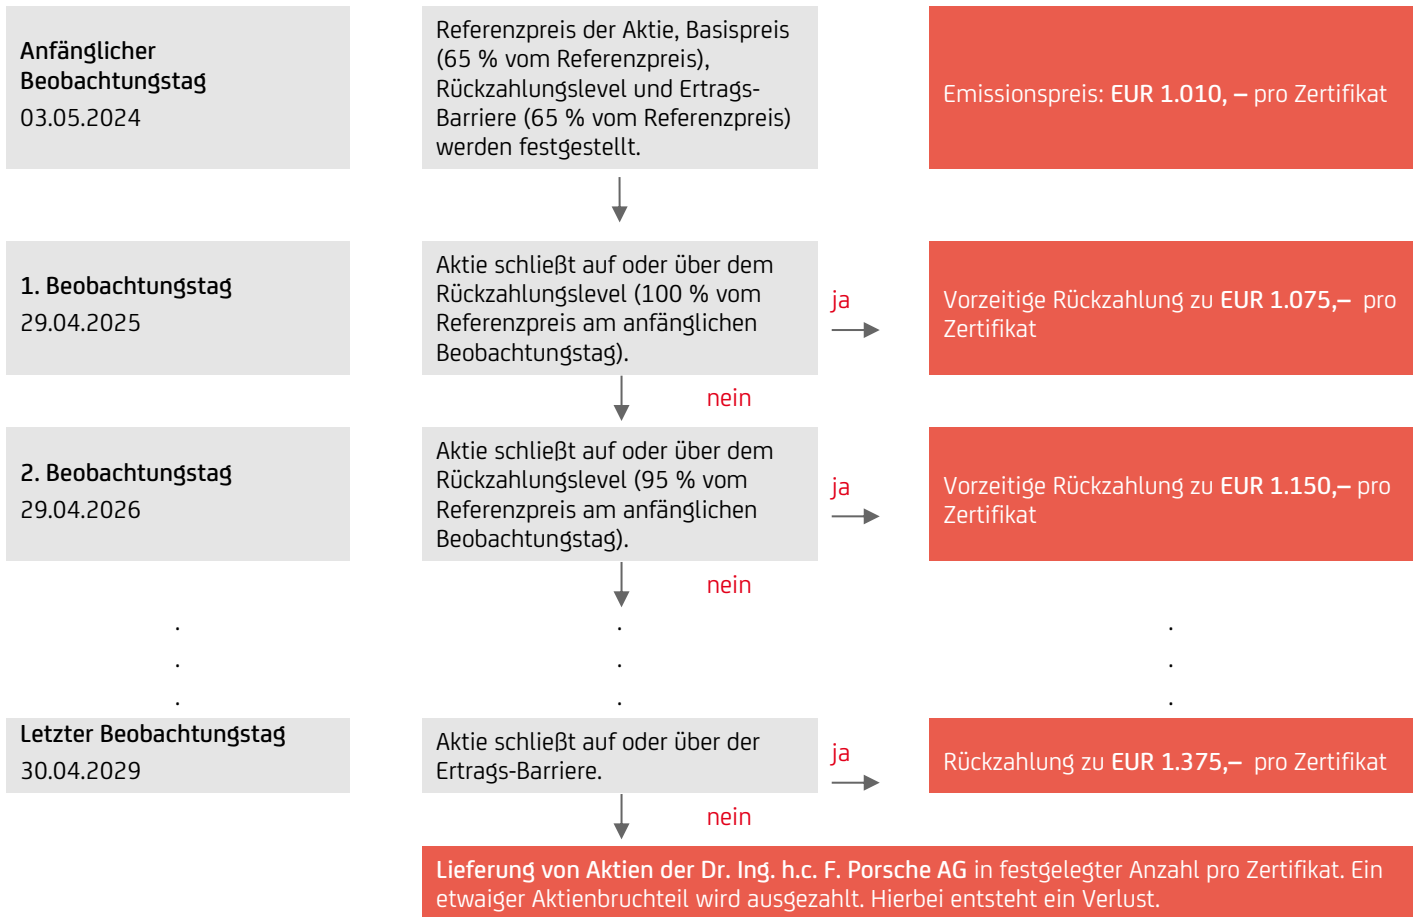 Anfänglicher
Beobachtungstag
03.05.2024
Referenzpreis der Aktie, Basispreis
(65 % vom Referenzpreis),
Rückzahlungslevel und Ertrags-
Barriere (65 % vom Referenzpreis)
werden festgestellt.
Emissionspreis: EUR 1.010, – pro Zertifikat
1. Beobachtungstag
29.04.2025
Aktie schließt auf oder über dem
Rückzahlungslevel (100 % vom
Referenzpreis am anfänglichen
Beobachtungstag).
ja
Vorzeitige Rückzahlung zu EUR 1.075,– pro
Zertifikat
nein
2. Beobachtungstag
29.04.2026
Aktie schließt auf oder über dem
Rückzahlungslevel (95 % vom
Referenzpreis am anfänglichen
Beobachtungstag).
ja
Vorzeitige Rückzahlung zu EUR 1.150,– pro
Zertifikat
nein
. . .
. . .
. . .
Letzter Beobachtungstag
30.04.2029
Aktie schließt auf oder über der
Ertrags-Barriere.
ja
Rückzahlung zu EUR 1.375,– pro Zertifikat
nein
Lieferung von Aktien der Dr. Ing. h.c. F. Porsche AG in festgelegter Anzahl pro Zertifikat. Ein
etwaiger Aktienbruchteil wird ausgezahlt. Hierbei entsteht ein Verlust.